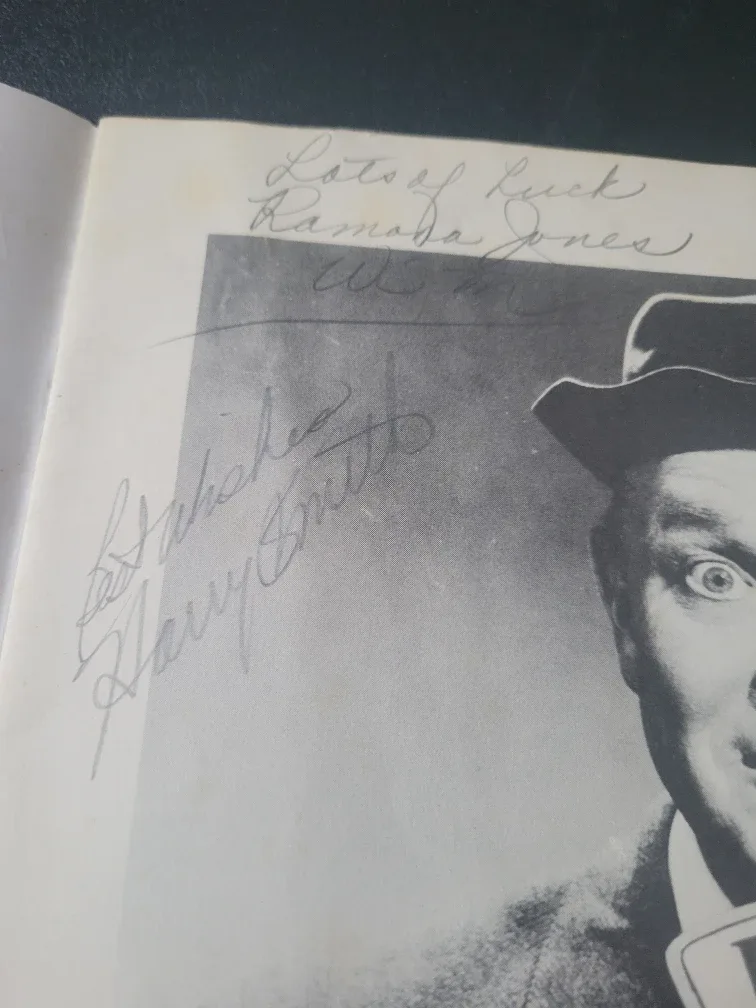 Lots of Luck
Ramona Jones
Best Wishes
Harry Smith